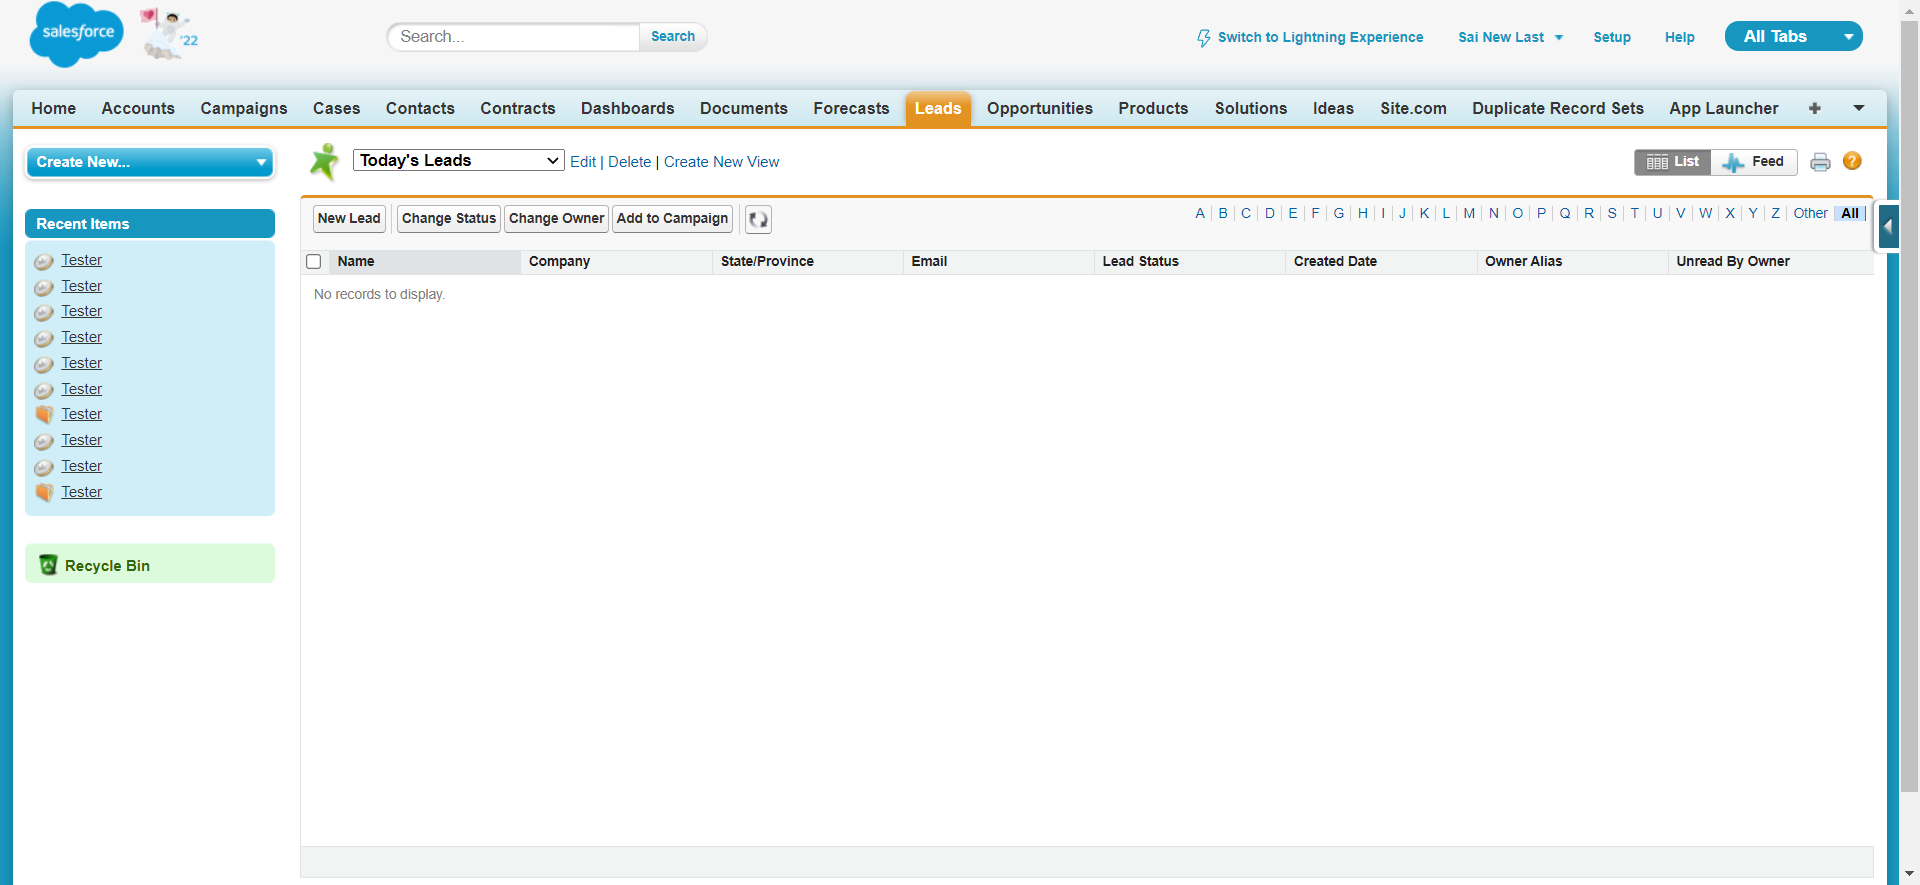 salesforce
'22
Search...
Search
Switch to Lightning Experience
Sai New Last
Setup
Help
All Tabs
Home Accounts Campaigns Cases Contacts Contracts Dashboards Documents Forecasts Leads Opportunities Products Solutions Ideas Site.com Duplicate Record Sets App Launcher +
Create New...
Today's Leads
Edit | Delete | Create New View
List
Feed
?
Recent Items
Tester
Tester
Tester
Tester
Tester
Tester
Tester
Tester
Tester
Tester
Recycle Bin
New Lead Change Status Change Owner Add to Campaign
A | B | C | D | E | F | G | H | I | J | K | L | M | N | O | P | Q | R | S | T | U | V | W | X | Y | Z | Other | All |
Name Company State/Province Email Lead Status Created Date Owner Alias Unread By Owner
No records to display.